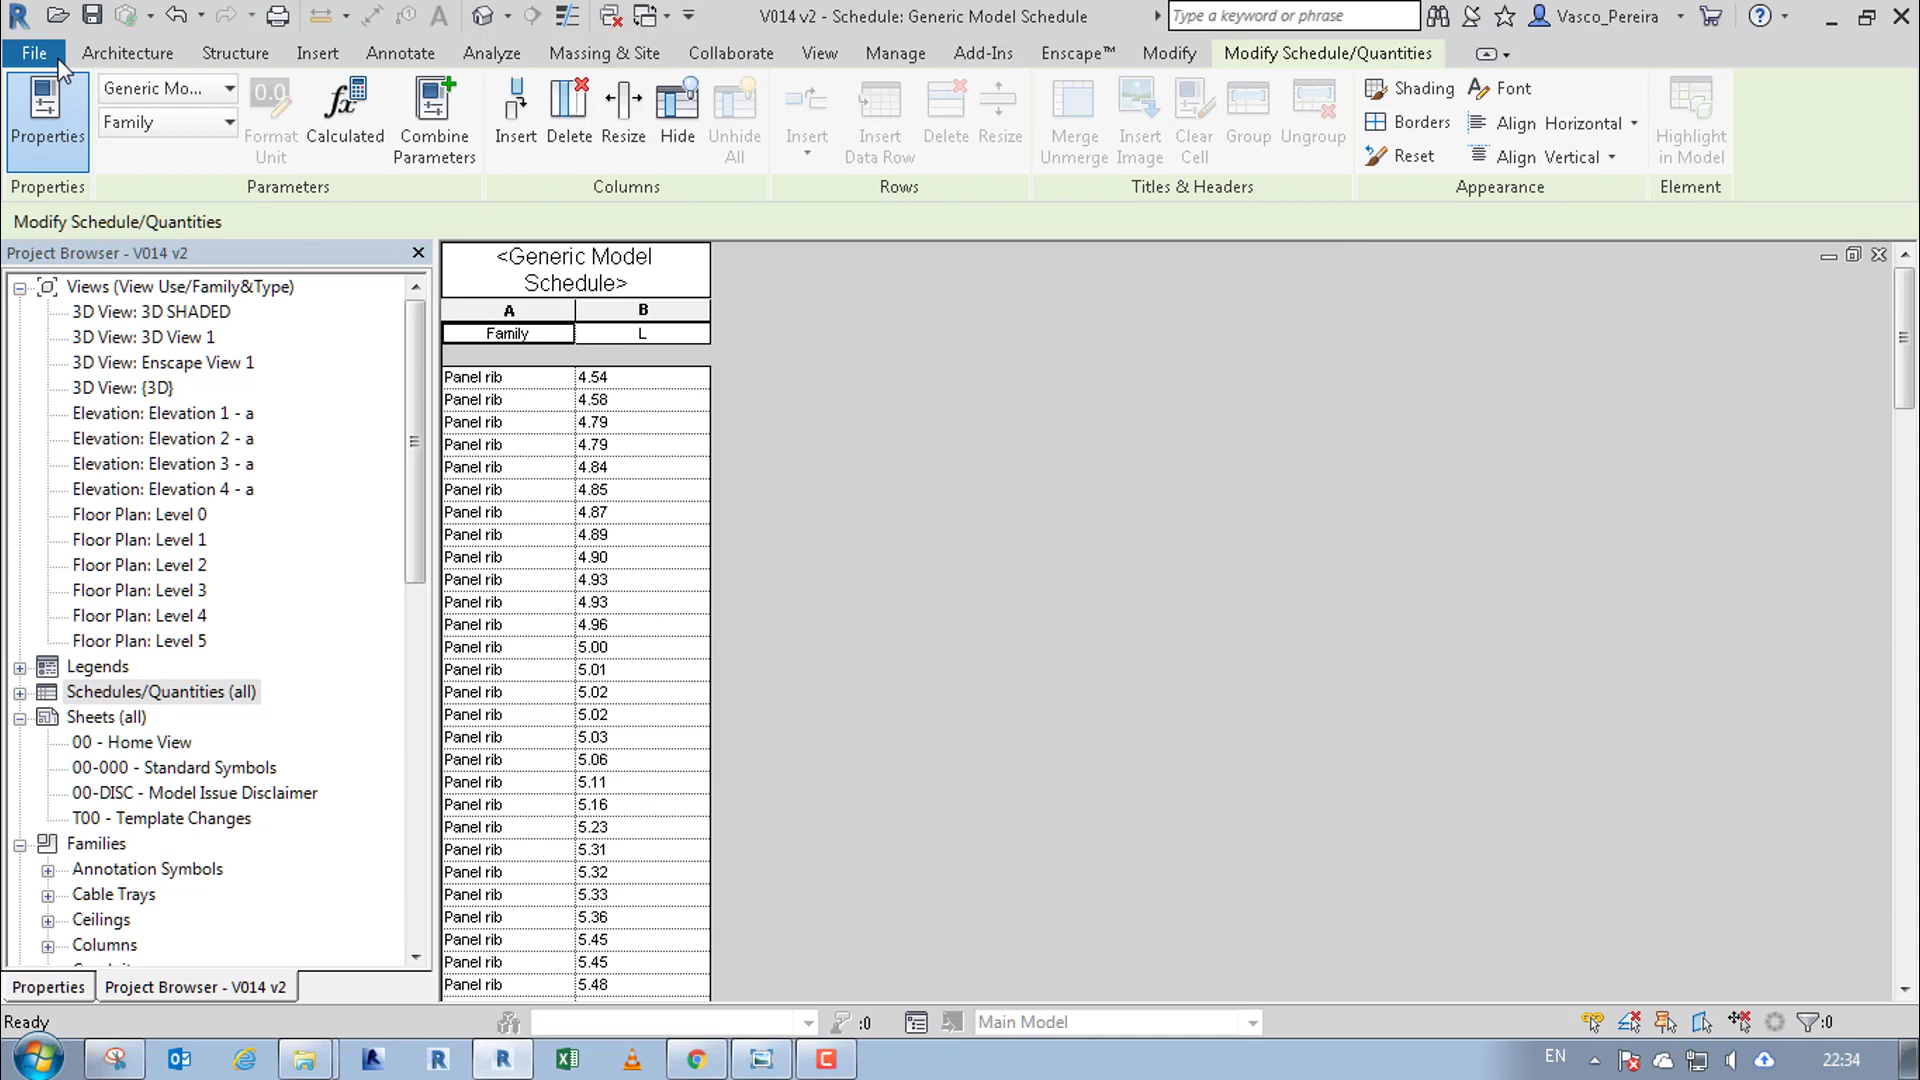 V014 v2 - Schedule: Generic Model Schedule
Type a keyword or phrase
Vasco_Pereira
File Architecture Structure Insert Annotate Analyze Massing & Site Collaborate View Manage Add-Ins Enscape™ Modify Modify Schedule/Quantities
Generic Mo...
Family
Properties
0.0
Format Unit
Calculated
Combine Parameters
Insert Delete Resize Hide Unhide All
Insert Insert Data Row Delete Resize
Merge Unmerge Insert Image Clear Cell Group Ungroup
Shading Font
Borders Align Horizontal
Reset Align Vertical
Highlight in Model
Properties Parameters Columns Rows Titles & Headers Appearance Element
Modify Schedule/Quantities
Project Browser - V014 v2
Views (View Use/Family&Type)
3D View: 3D SHADED
3D View: 3D View 1
3D View: Enscape View 1
3D View: {3D}
Elevation: Elevation 1 - a
Elevation: Elevation 2 - a
Elevation: Elevation 3 - a
Elevation: Elevation 4 - a
Floor Plan: Level 0
Floor Plan: Level 1
Floor Plan: Level 2
Floor Plan: Level 3
Floor Plan: Level 4
Floor Plan: Level 5
Legends
Schedules/Quantities (all)
Sheets (all)
00 - Home View
00-000 - Standard Symbols
00-DISC - Model Issue Disclaimer
T00 - Template Changes
Families
Annotation Symbols
Cable Trays
Ceilings
Columns
Properties
Project Browser - V014 v2
<Generic Model Schedule>
A B
Family L
Panel rib 4.54
Panel rib 4.58
Panel rib 4.79
Panel rib 4.79
Panel rib 4.84
Panel rib 4.85
Panel rib 4.87
Panel rib 4.89
Panel rib 4.90
Panel rib 4.93
Panel rib 4.93
Panel rib 4.96
Panel rib 5.00
Panel rib 5.01
Panel rib 5.02
Panel rib 5.02
Panel rib 5.03
Panel rib 5.06
Panel rib 5.11
Panel rib 5.16
Panel rib 5.23
Panel rib 5.31
Panel rib 5.32
Panel rib 5.33
Panel rib 5.36
Panel rib 5.45
Panel rib 5.45
Panel rib 5.48
Ready
:0
Main Model
:0
EN
22:34